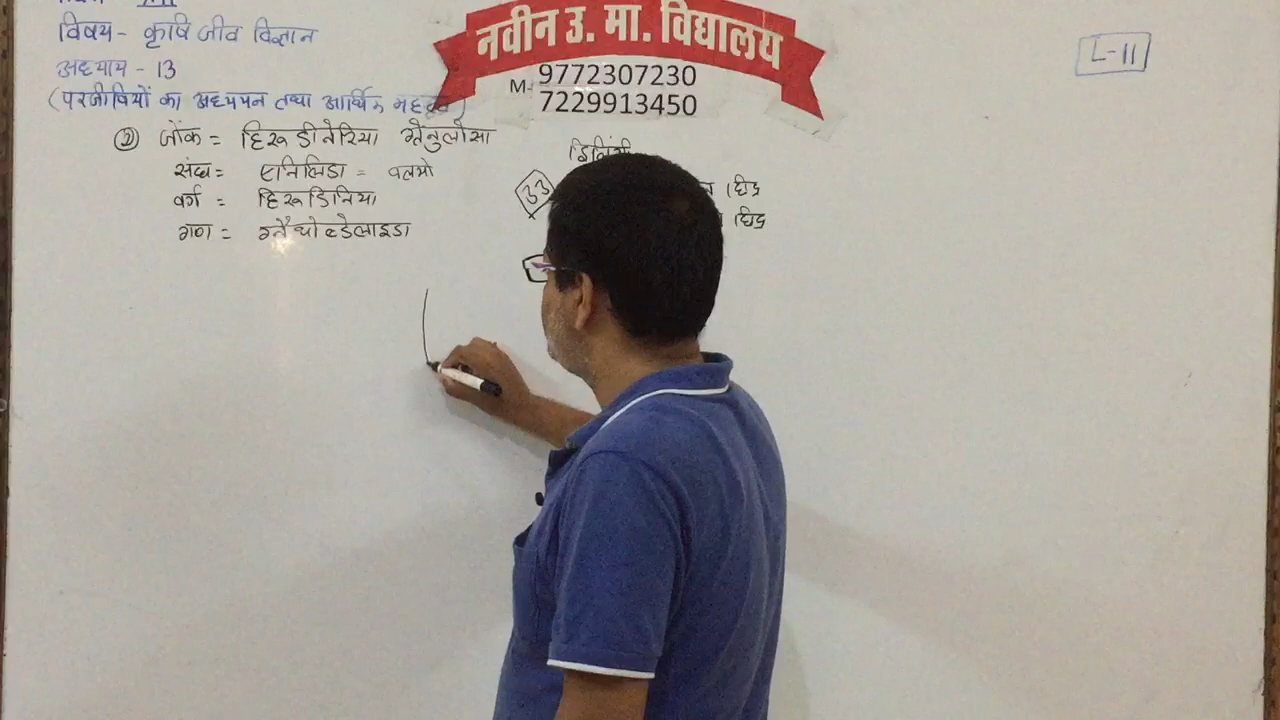 नवीन उ. मा. विद्यालय
M- 9772307230
7229913450
L-11
विषय - कृषि जीव विज्ञान
अध्याय - 13
(परजीवियों का अध्ययन तथा आर्थिक महत्व)
② जोंक = हिरूडीनेरिया ग्रेनुलोसा
संघ = एनिलिडा = वलयो
वर्ग = हिरूडिनिया
गण = ग्नैथोब्डेलाइडा
33
छिद्र
छिद्र